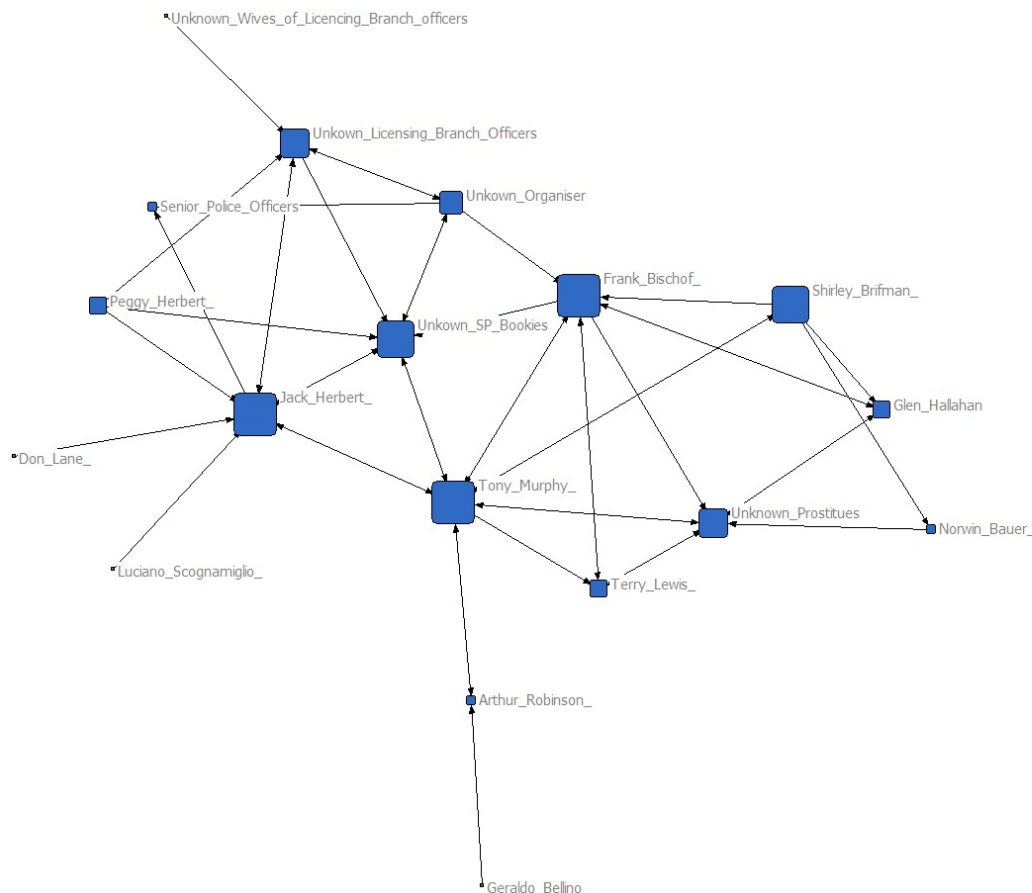 Unknown_Wives_of_Licencing_Branch_officers
Unkown_Licensing_Branch_Officers
Unkown_Organiser
Senior_Police_Officers
Frank_Bischof_
Shirley_Brifman_
Peggy_Herbert_
Unkown_SP_Bookies
Jack_Herbert_
Glen_Hallahan
Don_Lane_
Tony_Murphy_
Unknown_Prostitues
Norwin_Bauer_
Luciano_Scognamiglio_
Terry_Lewis_
Arthur_Robinson_
Geraldo_Bellino